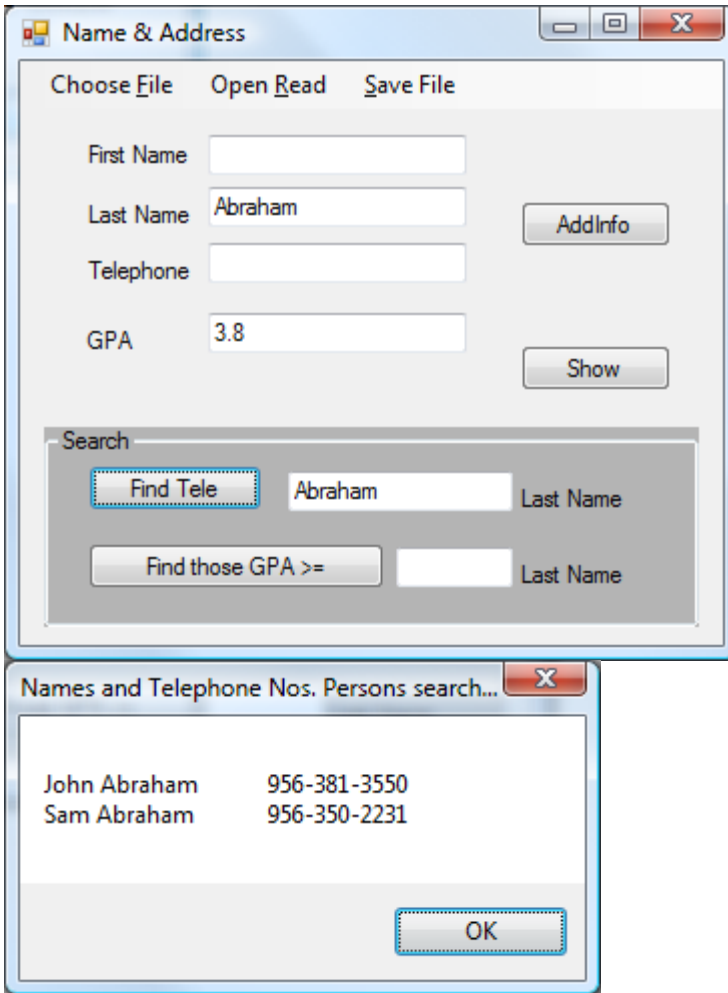 Name & Address
Choose File Open Read Save File
First Name
Last Name Abraham
AddInfo
Telephone
GPA 3.8
Show
Search
Find Tele Abraham Last Name
Find those GPA >= Last Name
Names and Telephone Nos. Persons search...
John Abraham 956-381-3550
Sam Abraham 956-350-2231
OK